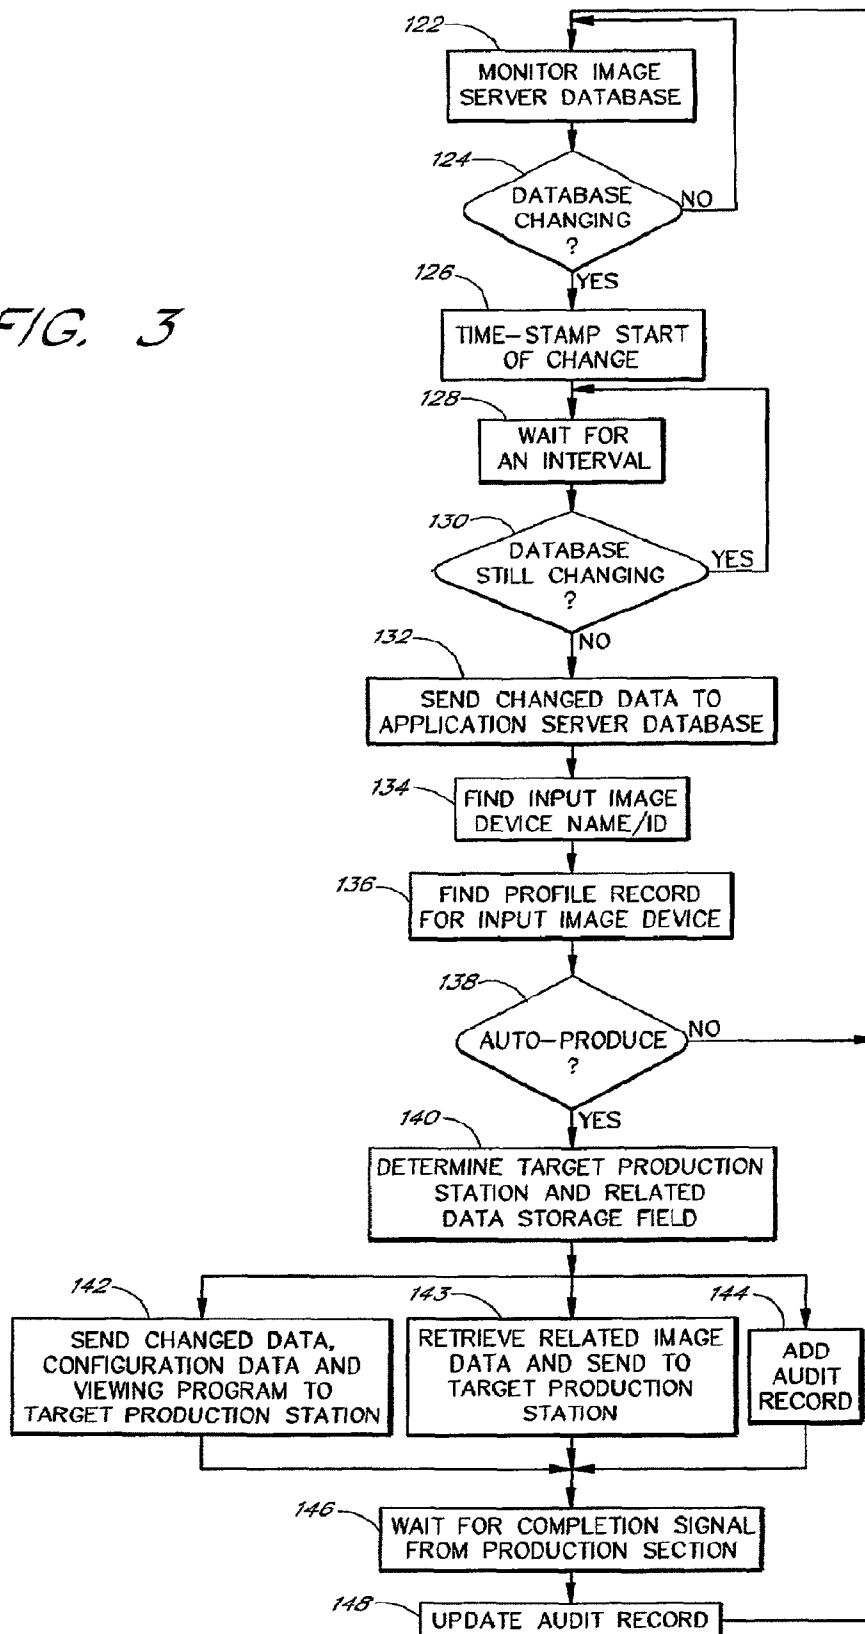 122
MONITOR IMAGE
SERVER DATABASE
124
DATABASE
CHANGING
?
NO
YES
FIG. 3
126
TIME-STAMP START
OF CHANGE
128
WAIT FOR
AN INTERVAL
130
DATABASE
STILL CHANGING
?
YES
NO
132
SEND CHANGED DATA TO
APPLICATION SERVER DATABASE
134
FIND INPUT IMAGE
DEVICE NAME/ID
136
FIND PROFILE RECORD
FOR INPUT IMAGE DEVICE
138
AUTO-PRODUCE
?
NO
YES
140
DETERMINE TARGET PRODUCTION
STATION AND RELATED
DATA STORAGE FIELD
142
SEND CHANGED DATA,
CONFIGURATION DATA AND
VIEWING PROGRAM TO
TARGET PRODUCTION STATION
143
RETRIEVE RELATED IMAGE
DATA AND SEND TO
TARGET PRODUCTION
STATION
144
ADD
AUDIT
RECORD
146
WAIT FOR COMPLETION SIGNAL
FROM PRODUCTION SECTION
148
UPDATE AUDIT RECORD